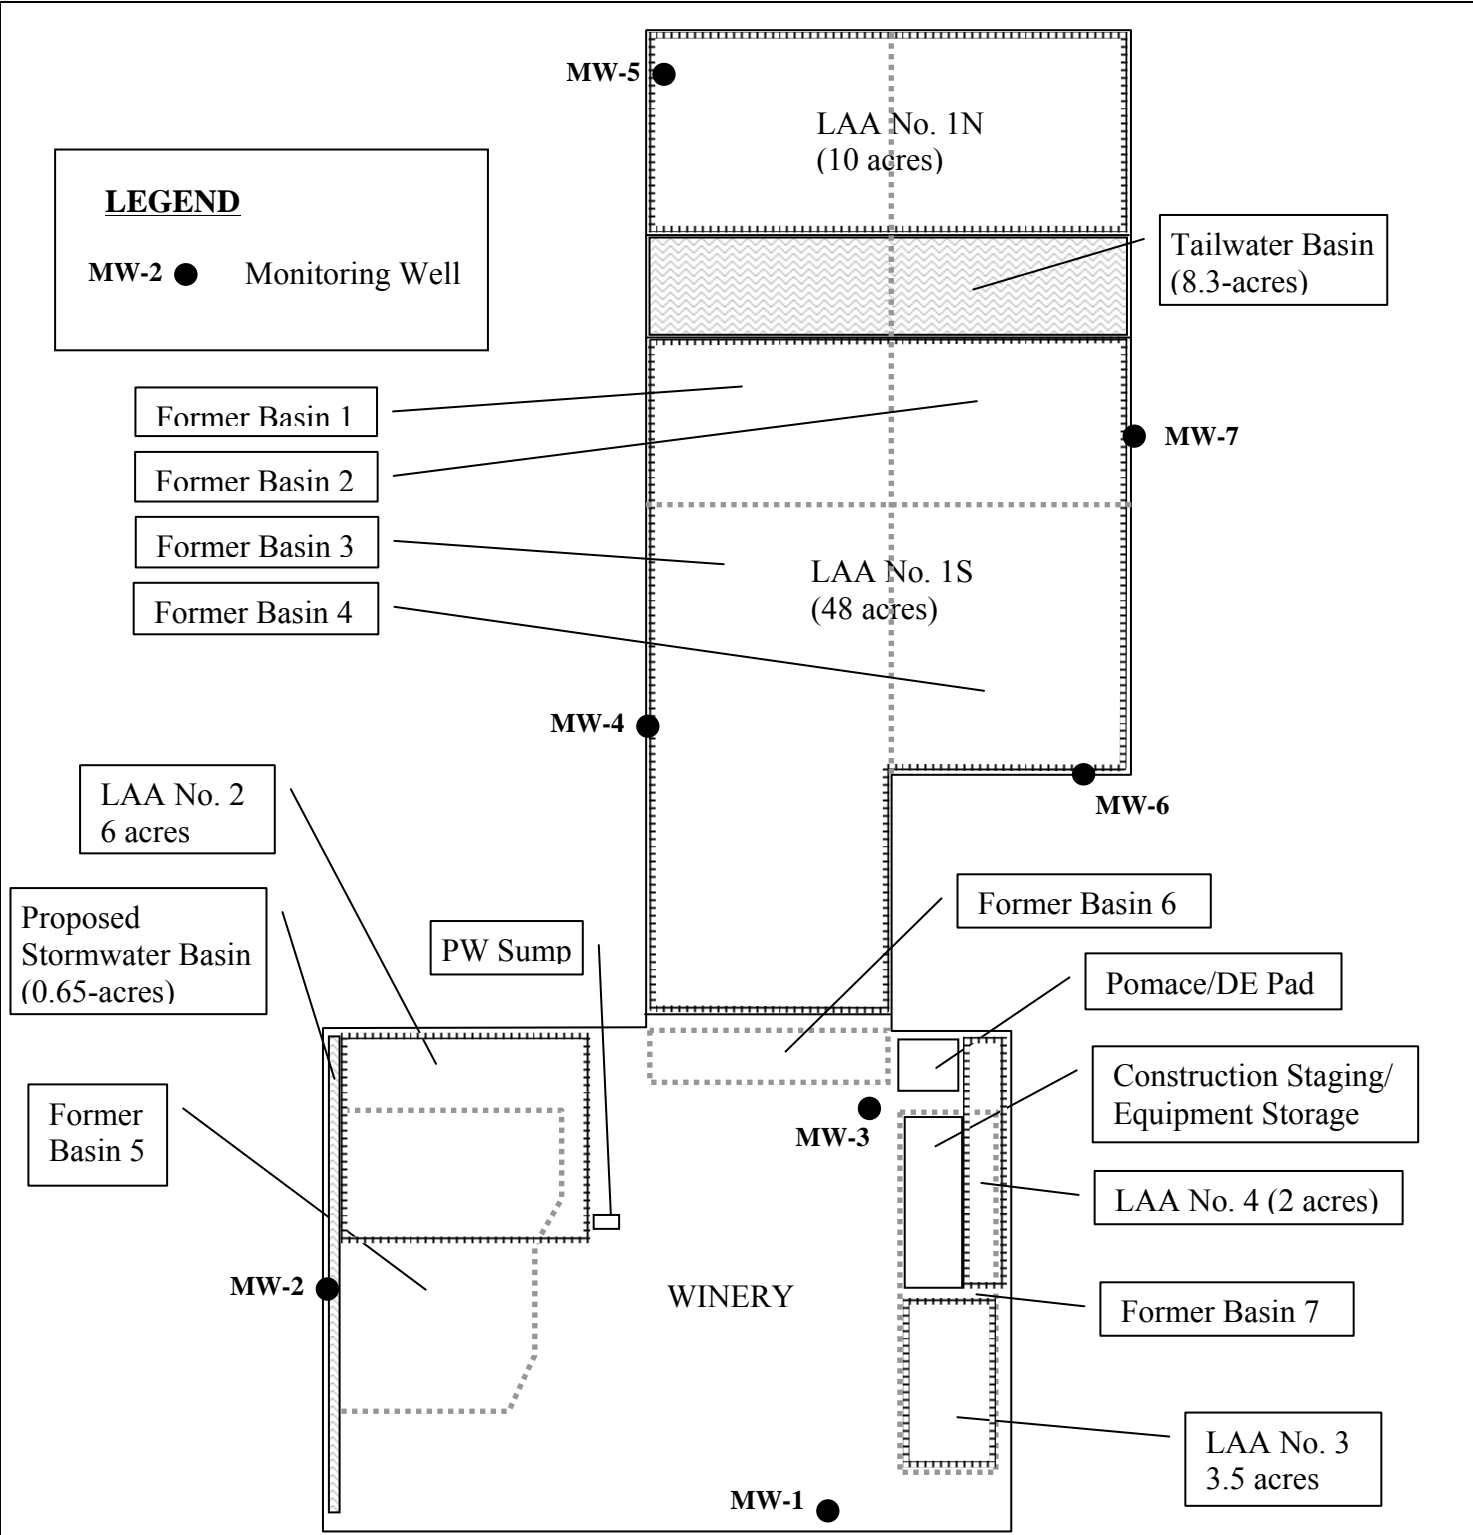 MW-5
LAA No. 1N
(10 acres)
LEGEND
MW-2 Monitoring Well
Tailwater Basin
(8.3-acres)
Former Basin 1
MW-7
Former Basin 2
Former Basin 3
LAA No. 1S
(48 acres)
Former Basin 4
MW-4
LAA No. 2
6 acres
MW-6
Proposed
Stormwater Basin
(0.65-acres)
PW Sump
Former Basin 6
Pomace/DE Pad
Construction Staging/
Equipment Storage
Former
Basin 5
MW-3
LAA No. 4 (2 acres)
MW-2
WINERY
Former Basin 7
LAA No. 3
3.5 acres
MW-1